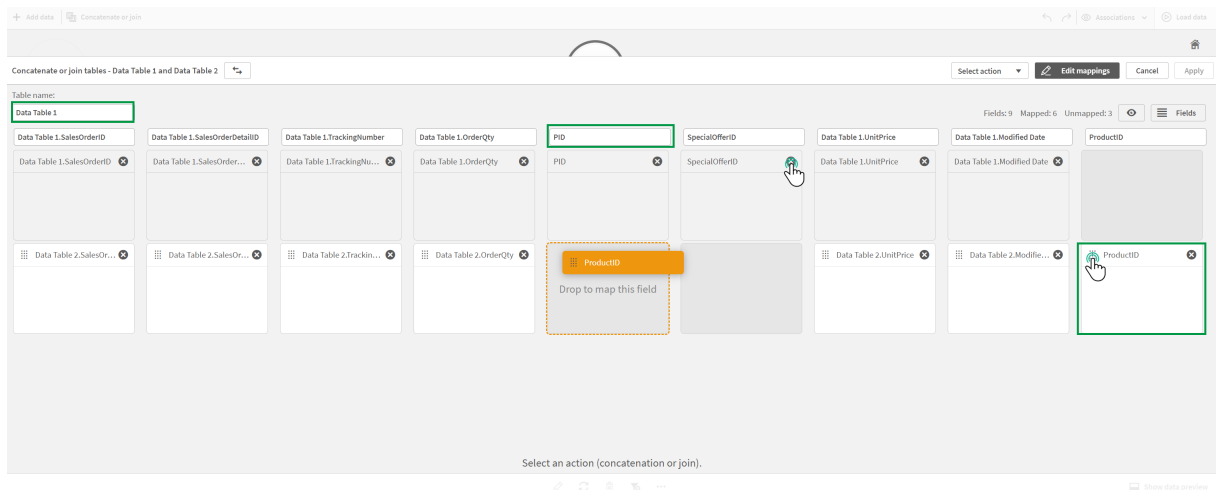 Add data Concatenate or join Associations Load data
Concatenate or join tables - Data Table 1 and Data Table 2 Select action Edit mappings Cancel Apply
Table name:
Data Table 1 Fields: 9 Mapped: 6 Unmapped: 3 Fields
Data Table 1.SalesOrderID Data Table 1.SalesOrderDetailID Data Table 1.TrackingNumber Data Table 1.OrderQty PID SpecialOfferID Data Table 1.UnitPrice Data Table 1.Modified Date ProductID
Data Table 1.SalesOrderID Data Table 1.SalesOrder... Data Table 1.TrackingNu... Data Table 1.OrderQty PID SpecialOfferID Data Table 1.UnitPrice Data Table 1.Modified Date
Data Table 2.SalesOr... Data Table 2.SalesOr... Data Table 2.Trackin... Data Table 2.OrderQty ProductID Data Table 2.UnitPrice Data Table 2.Modifie... ProductID
Drop to map this field
Select an action (concatenation or join).
Show data preview